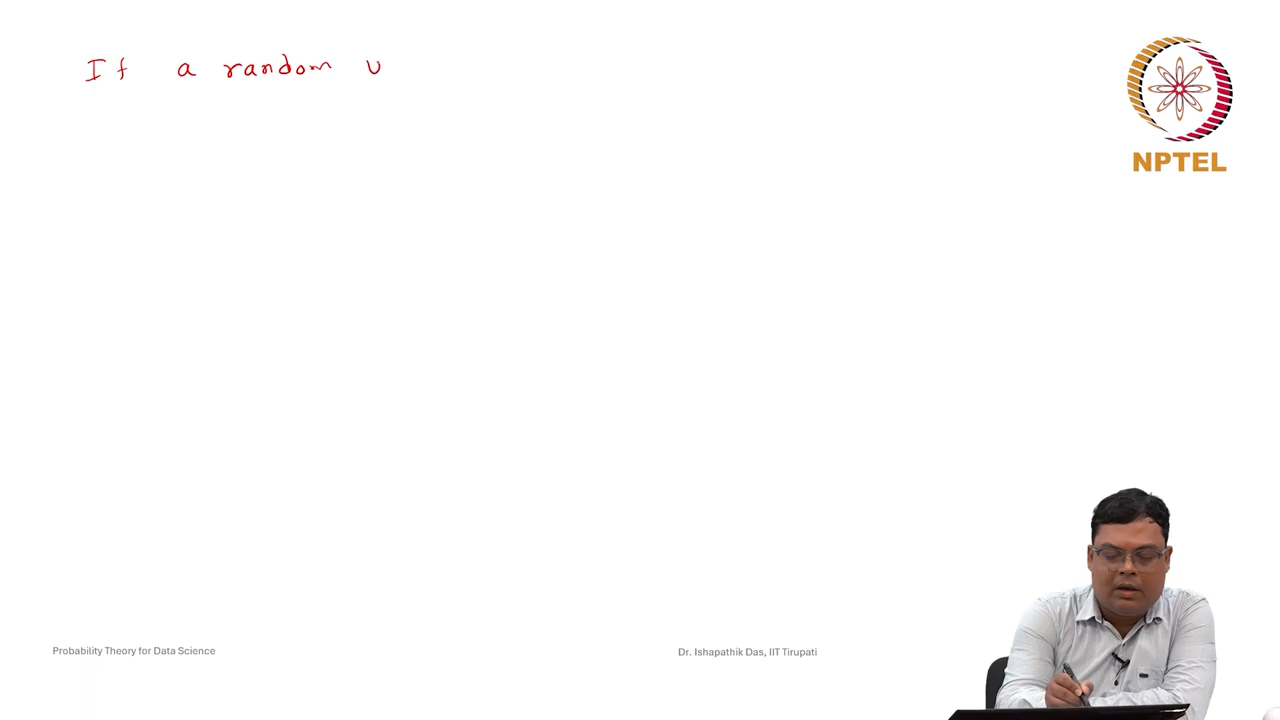 If a random v
NPTEL
Probability Theory for Data Science
Dr. Ishapathik Das, IIT Tirupati